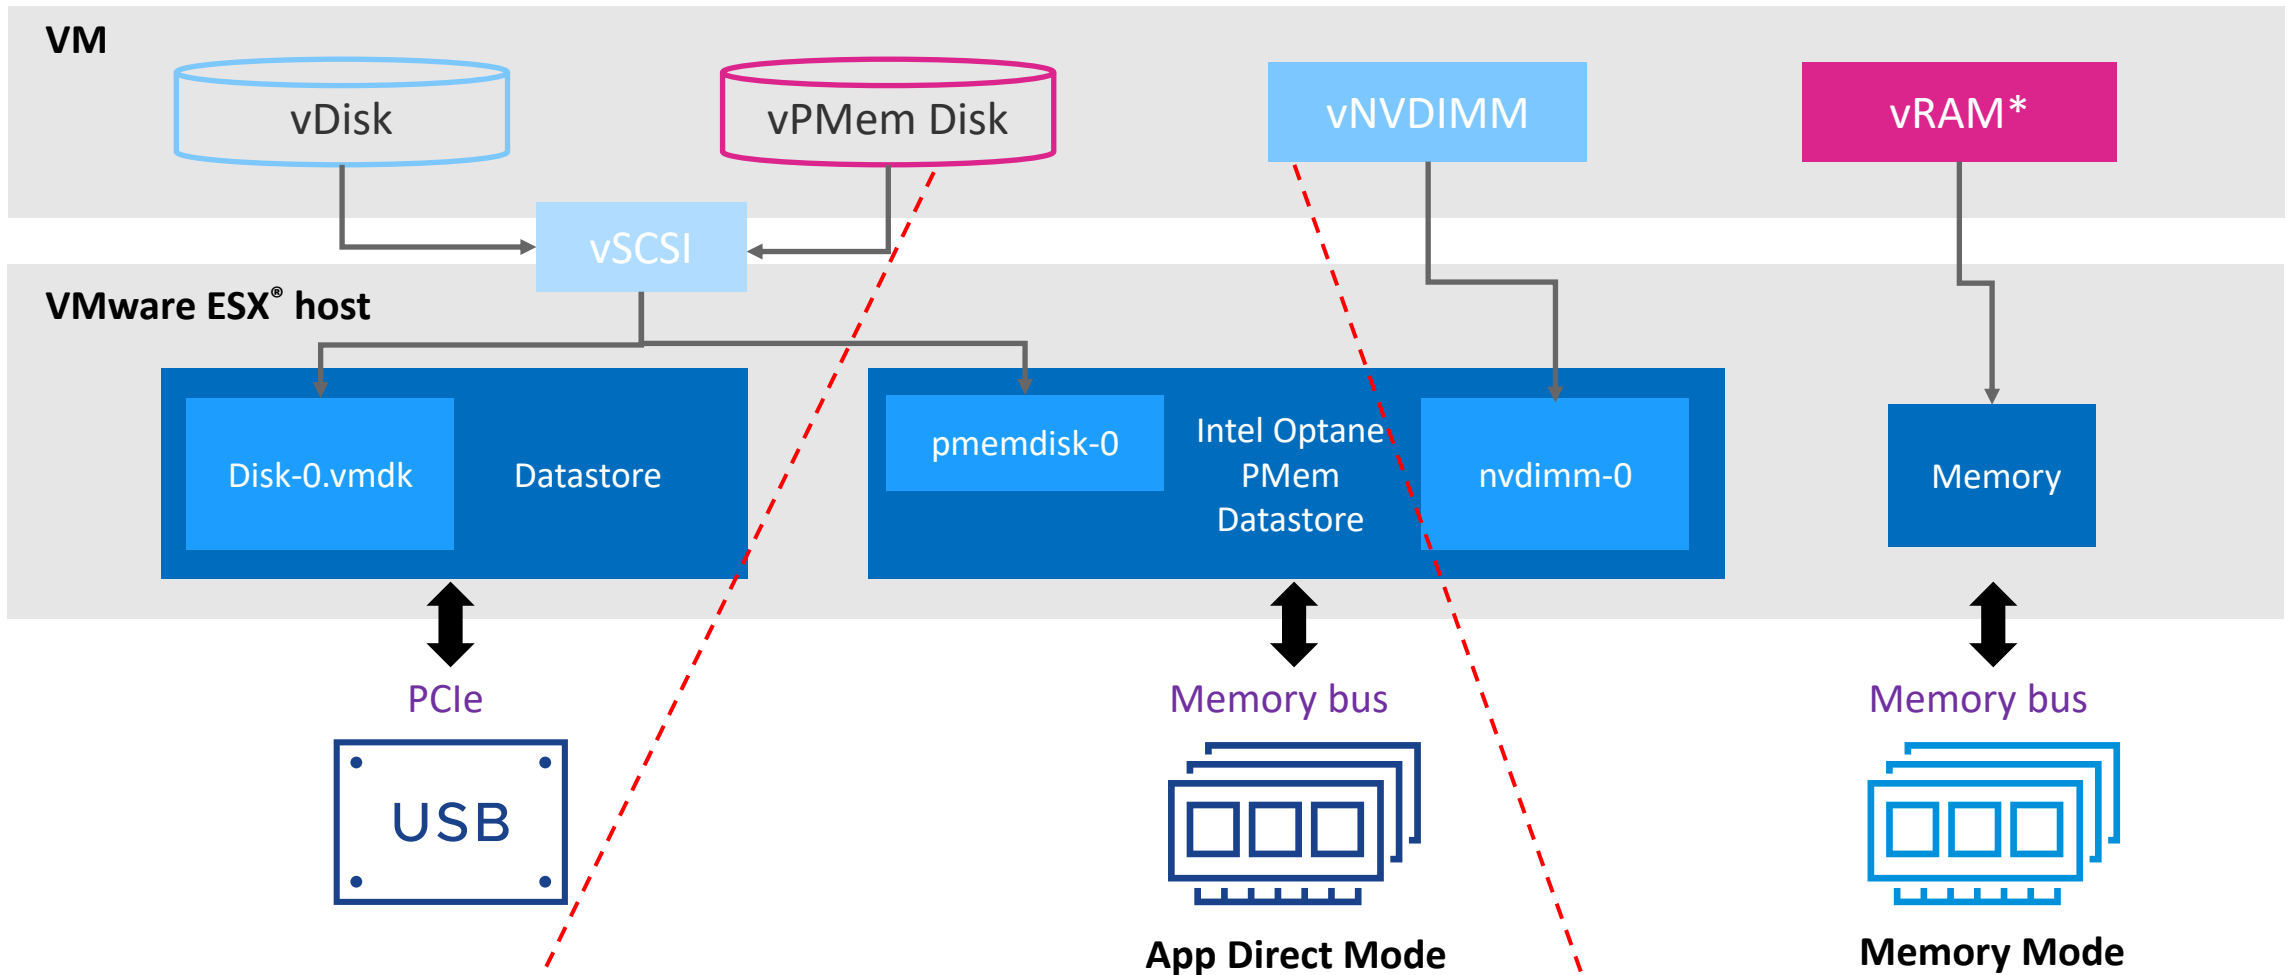 VM
vDisk
vPMem Disk
vNVDIMM
vRAM*
vSCSI
VMware ESX® host
Disk-0.vmdk
Datastore
pmemdisk-0
Intel Optane
PMem
Datastore
nvdimm-0
Memory
PCIe
Memory bus
Memory bus
USB
App Direct Mode
Memory Mode